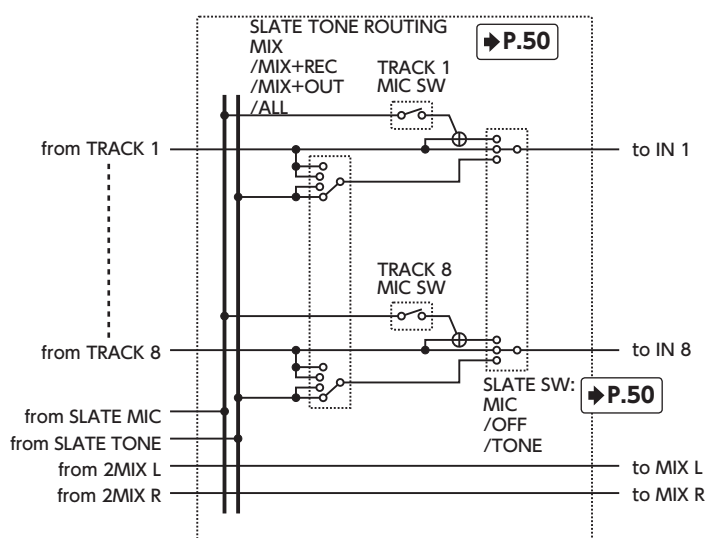 SLATE TONE ROUTING
MIX
/MIX+REC
/MIX+OUT
/ALL
P.50
TRACK 1
MIC SW
from TRACK 1
to IN 1
TRACK 8
MIC SW
from TRACK 8
to IN 8
SLATE SW:
MIC
/OFF
/TONE
P.50
from SLATE MIC
from SLATE TONE
from 2MIX L
to MIX L
from 2MIX R
to MIX R